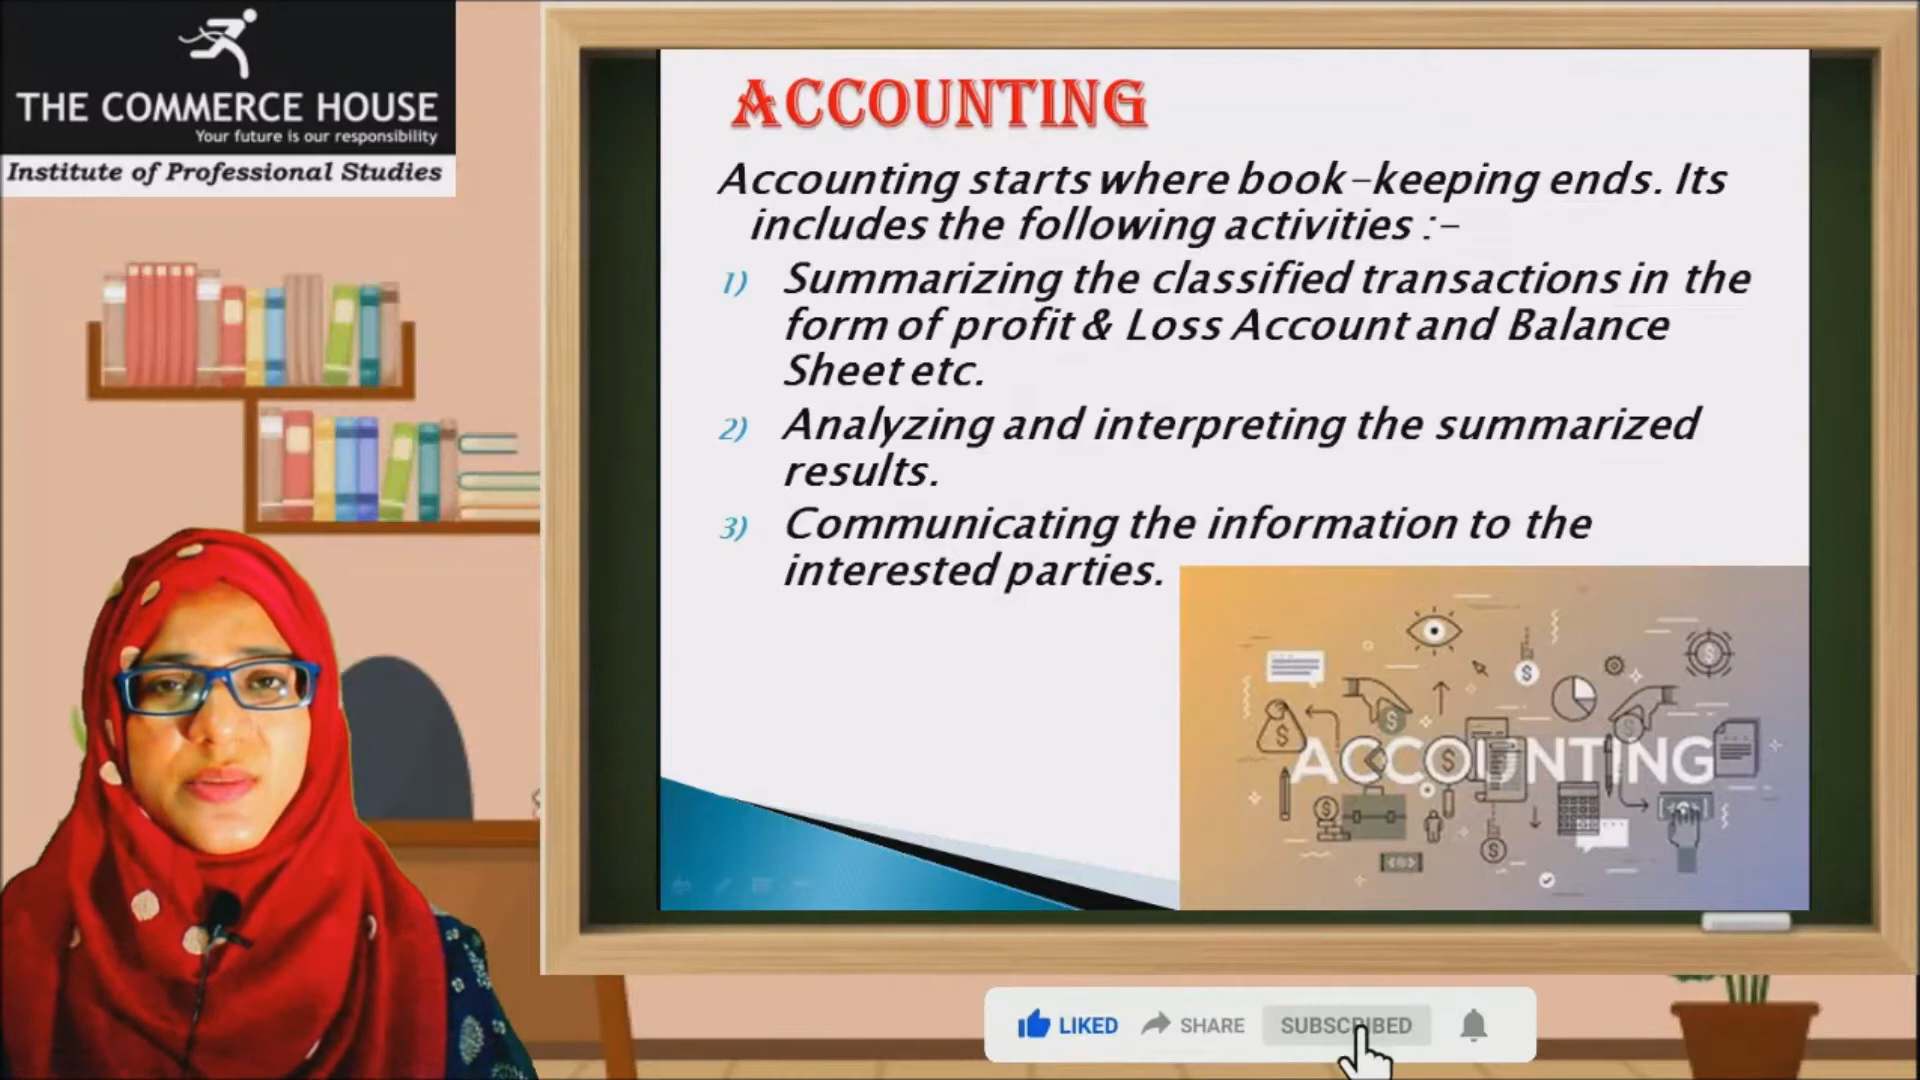 THE COMMERCE HOUSE
Your future is our responsibility
Institute of Professional Studies
ACCOUNTING
Accounting starts where book-keeping ends. Its
includes the following activities :-
1) Summarizing the classified transactions in the
form of profit & Loss Account and Balance
Sheet etc.
2) Analyzing and interpreting the summarized
results.
3) Communicating the information to the
interested parties.
ACCOUNTING
LIKED SHARE SUBSCRIBED